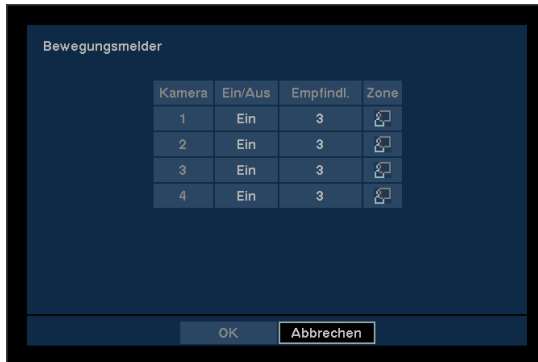 Bewegungsmelder
Kamera Ein/Aus Empfindl. Zone
1 Ein 3
2 Ein 3
3 Ein 3
4 Ein 3
OK Abbrechen